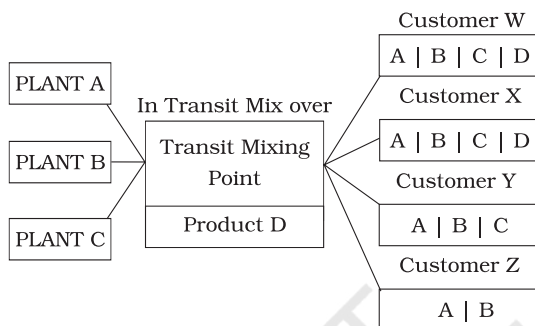 PLANT A
PLANT B
PLANT C
In Transit Mix over
Transit Mixing
Point
Product D
Customer W
A | B | C | D
Customer X
A | B | C | D
Customer Y
A | B | C
Customer Z
A | B